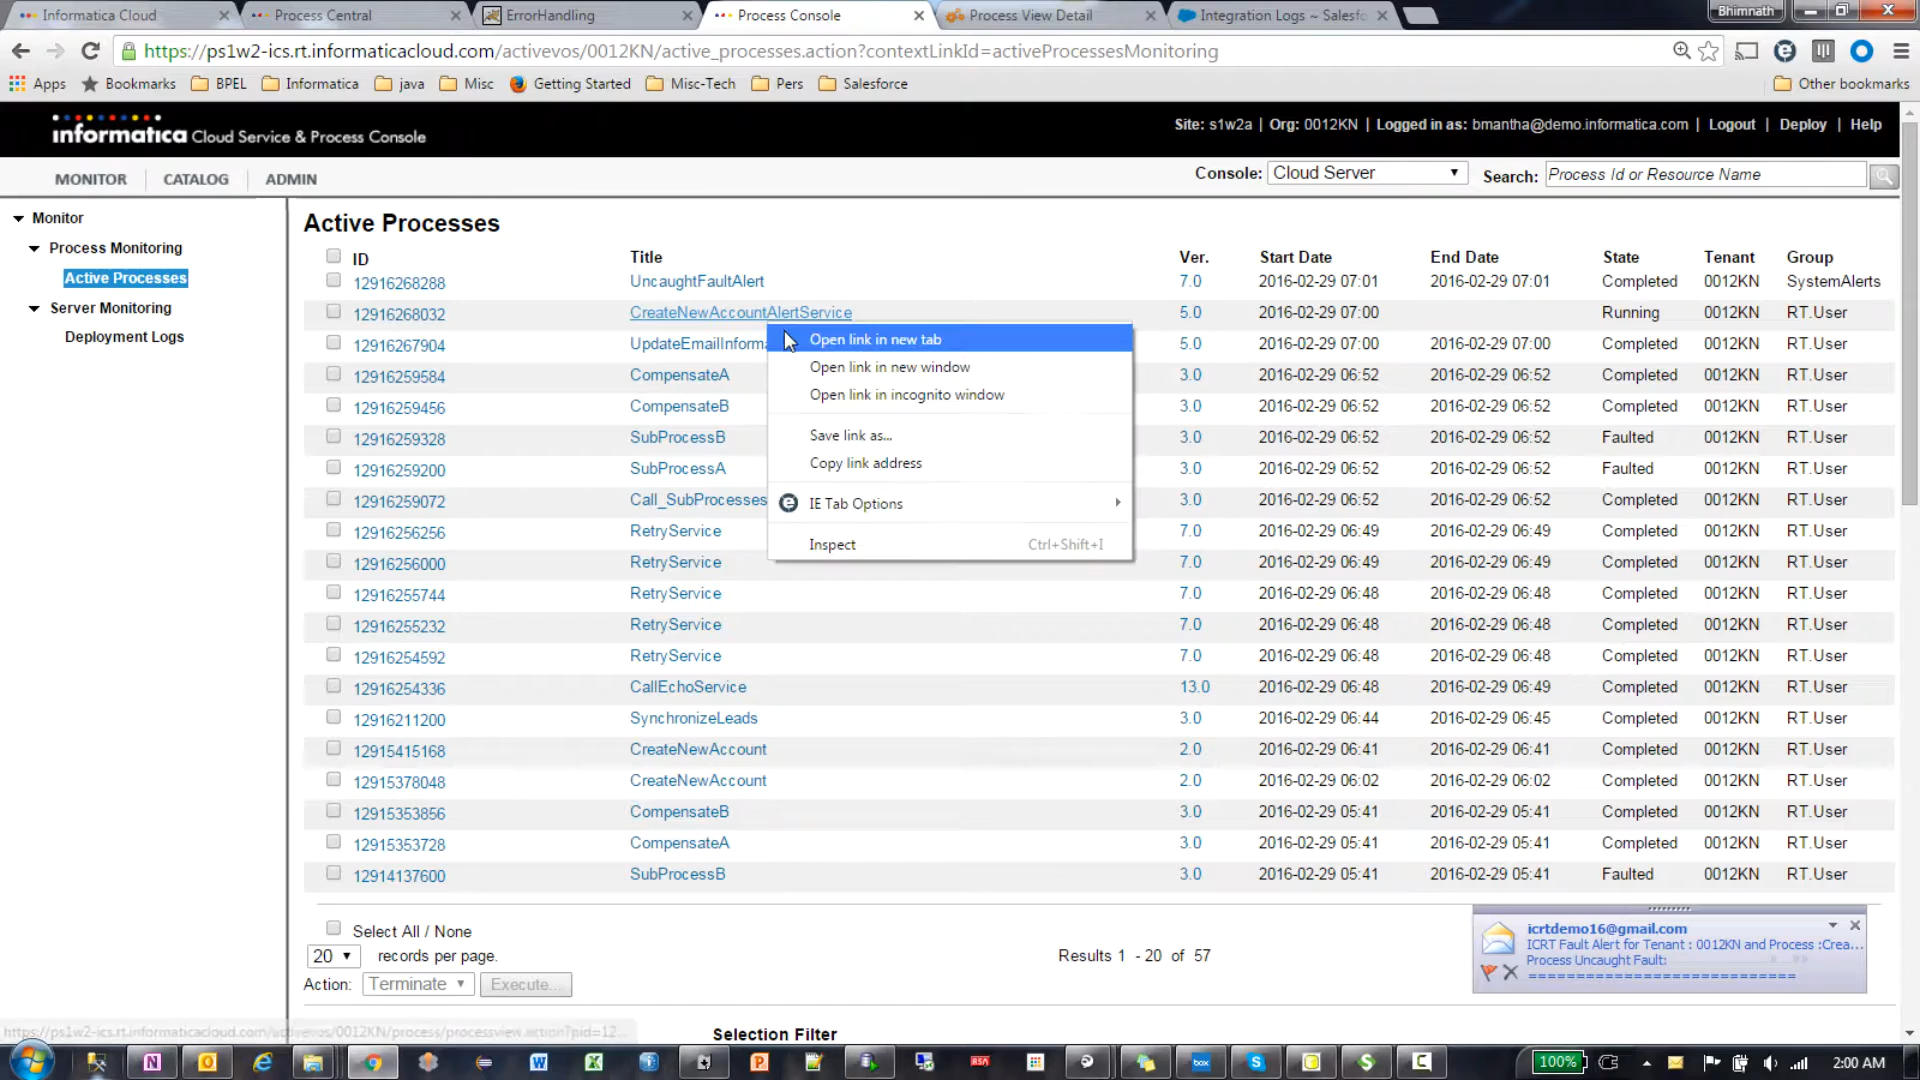 Informatica Cloud
Process Central
ErrorHandling
Process Console
Process View Detail
Integration Logs ~ Salesfo
Bhimnath
https://ps1w2-ics.rt.informaticacloud.com/activevos/0012KN/active_processes.action?contextLinkId=activeProcessesMonitoring
Apps Bookmarks BPEL Informatica java Misc Getting Started Misc-Tech Pers Salesforce Other bookmarks
informatica Cloud Service & Process Console
Site: s1w2a | Org: 0012KN | Logged in as: bmantha@demo.informatica.com | Logout | Deploy | Help
MONITOR CATALOG ADMIN
Console: Cloud Server Search: Process Id or Resource Name
Monitor
Process Monitoring
Active Processes
Server Monitoring
Deployment Logs
Active Processes
ID Title Ver. Start Date End Date State Tenant Group
12916268288 UncaughtFaultAlert 7.0 2016-02-29 07:01 2016-02-29 07:01 Completed 0012KN SystemAlerts
12916268032 CreateNewAccountAlertService 5.0 2016-02-29 07:00 Running 0012KN RT.User
12916267904 UpdateEmailInforma 5.0 2016-02-29 07:00 2016-02-29 07:00 Completed 0012KN RT.User
12916259584 CompensateA 3.0 2016-02-29 06:52 2016-02-29 06:52 Completed 0012KN RT.User
12916259456 CompensateB 3.0 2016-02-29 06:52 2016-02-29 06:52 Completed 0012KN RT.User
12916259328 SubProcessB 3.0 2016-02-29 06:52 2016-02-29 06:52 Faulted 0012KN RT.User
12916259200 SubProcessA 3.0 2016-02-29 06:52 2016-02-29 06:52 Faulted 0012KN RT.User
12916259072 Call_SubProcesses 3.0 2016-02-29 06:52 2016-02-29 06:52 Completed 0012KN RT.User
12916256256 RetryService 7.0 2016-02-29 06:49 2016-02-29 06:49 Completed 0012KN RT.User
12916256000 RetryService 7.0 2016-02-29 06:49 2016-02-29 06:49 Completed 0012KN RT.User
12916255744 RetryService 7.0 2016-02-29 06:48 2016-02-29 06:48 Completed 0012KN RT.User
12916255232 RetryService 7.0 2016-02-29 06:48 2016-02-29 06:48 Completed 0012KN RT.User
12916254592 RetryService 7.0 2016-02-29 06:48 2016-02-29 06:48 Completed 0012KN RT.User
12916254336 CallEchoService 13.0 2016-02-29 06:48 2016-02-29 06:49 Completed 0012KN RT.User
12916211200 SynchronizeLeads 3.0 2016-02-29 06:44 2016-02-29 06:45 Completed 0012KN RT.User
12915415168 CreateNewAccount 2.0 2016-02-29 06:41 2016-02-29 06:41 Completed 0012KN RT.User
12915378048 CreateNewAccount 2.0 2016-02-29 06:02 2016-02-29 06:02 Completed 0012KN RT.User
12915353856 CompensateB 3.0 2016-02-29 05:41 2016-02-29 05:41 Completed 0012KN RT.User
12915353728 CompensateA 3.0 2016-02-29 05:41 2016-02-29 05:41 Completed 0012KN RT.User
12914137600 SubProcessB 3.0 2016-02-29 05:41 2016-02-29 05:41 Faulted 0012KN RT.User
Open link in new tab
Open link in new window
Open link in incognito window
Save link as...
Copy link address
IE Tab Options
Inspect Ctrl+Shift+I
Select All / None
20 records per page.
Results 1 - 20 of 57
Action: Terminate Execute...
Selection Filter
icrtdemo16@gmail.com
ICRT Fault Alert for Tenant : 0012KN and Process :Crea...
Process Uncaught Fault:
===========================
https://ps1w2-ics.rt.informaticacloud.com/activevos/0012KN/process/processview.action?pid=12...
100% 2:00 AM